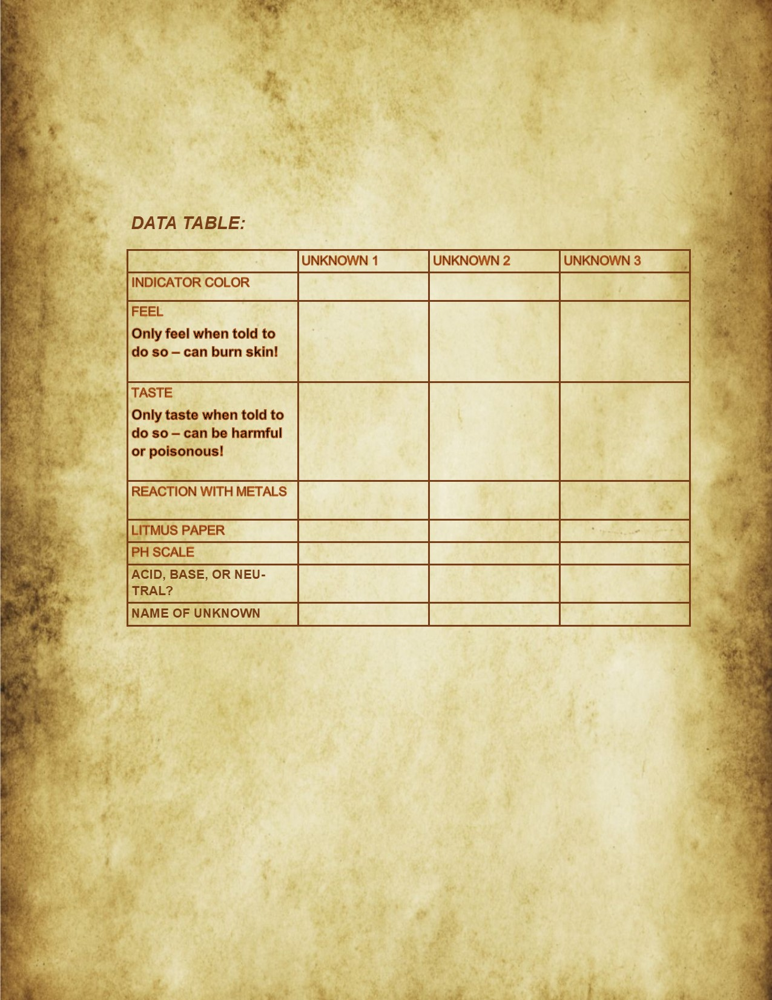 DATA TABLE:
UNKNOWN 1 UNKNOWN 2 UNKNOWN 3
INDICATOR COLOR
FEEL
Only feel when told to
do so – can burn skin!
TASTE
Only taste when told to
do so – can be harmful
or poisonous!
REACTION WITH METALS
LITMUS PAPER
PH SCALE
ACID, BASE, OR NEU-
TRAL?
NAME OF UNKNOWN